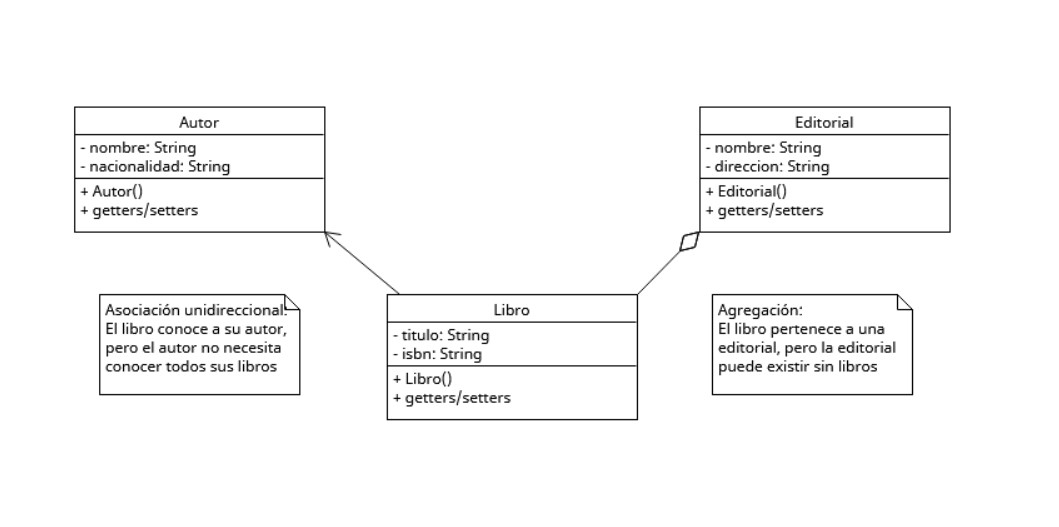 Autor
- nombre: String
- nacionalidad: String
+ Autor()
+ getters/setters
Editorial
- nombre: String
- direccion: String
+ Editorial()
+ getters/setters
Asociación unidireccional:
El libro conoce a su autor,
pero el autor no necesita
conocer todos sus libros
Libro
- titulo: String
- isbn: String
+ Libro()
+ getters/setters
Agregación:
El libro pertenece a una
editorial, pero la editorial
puede existir sin libros